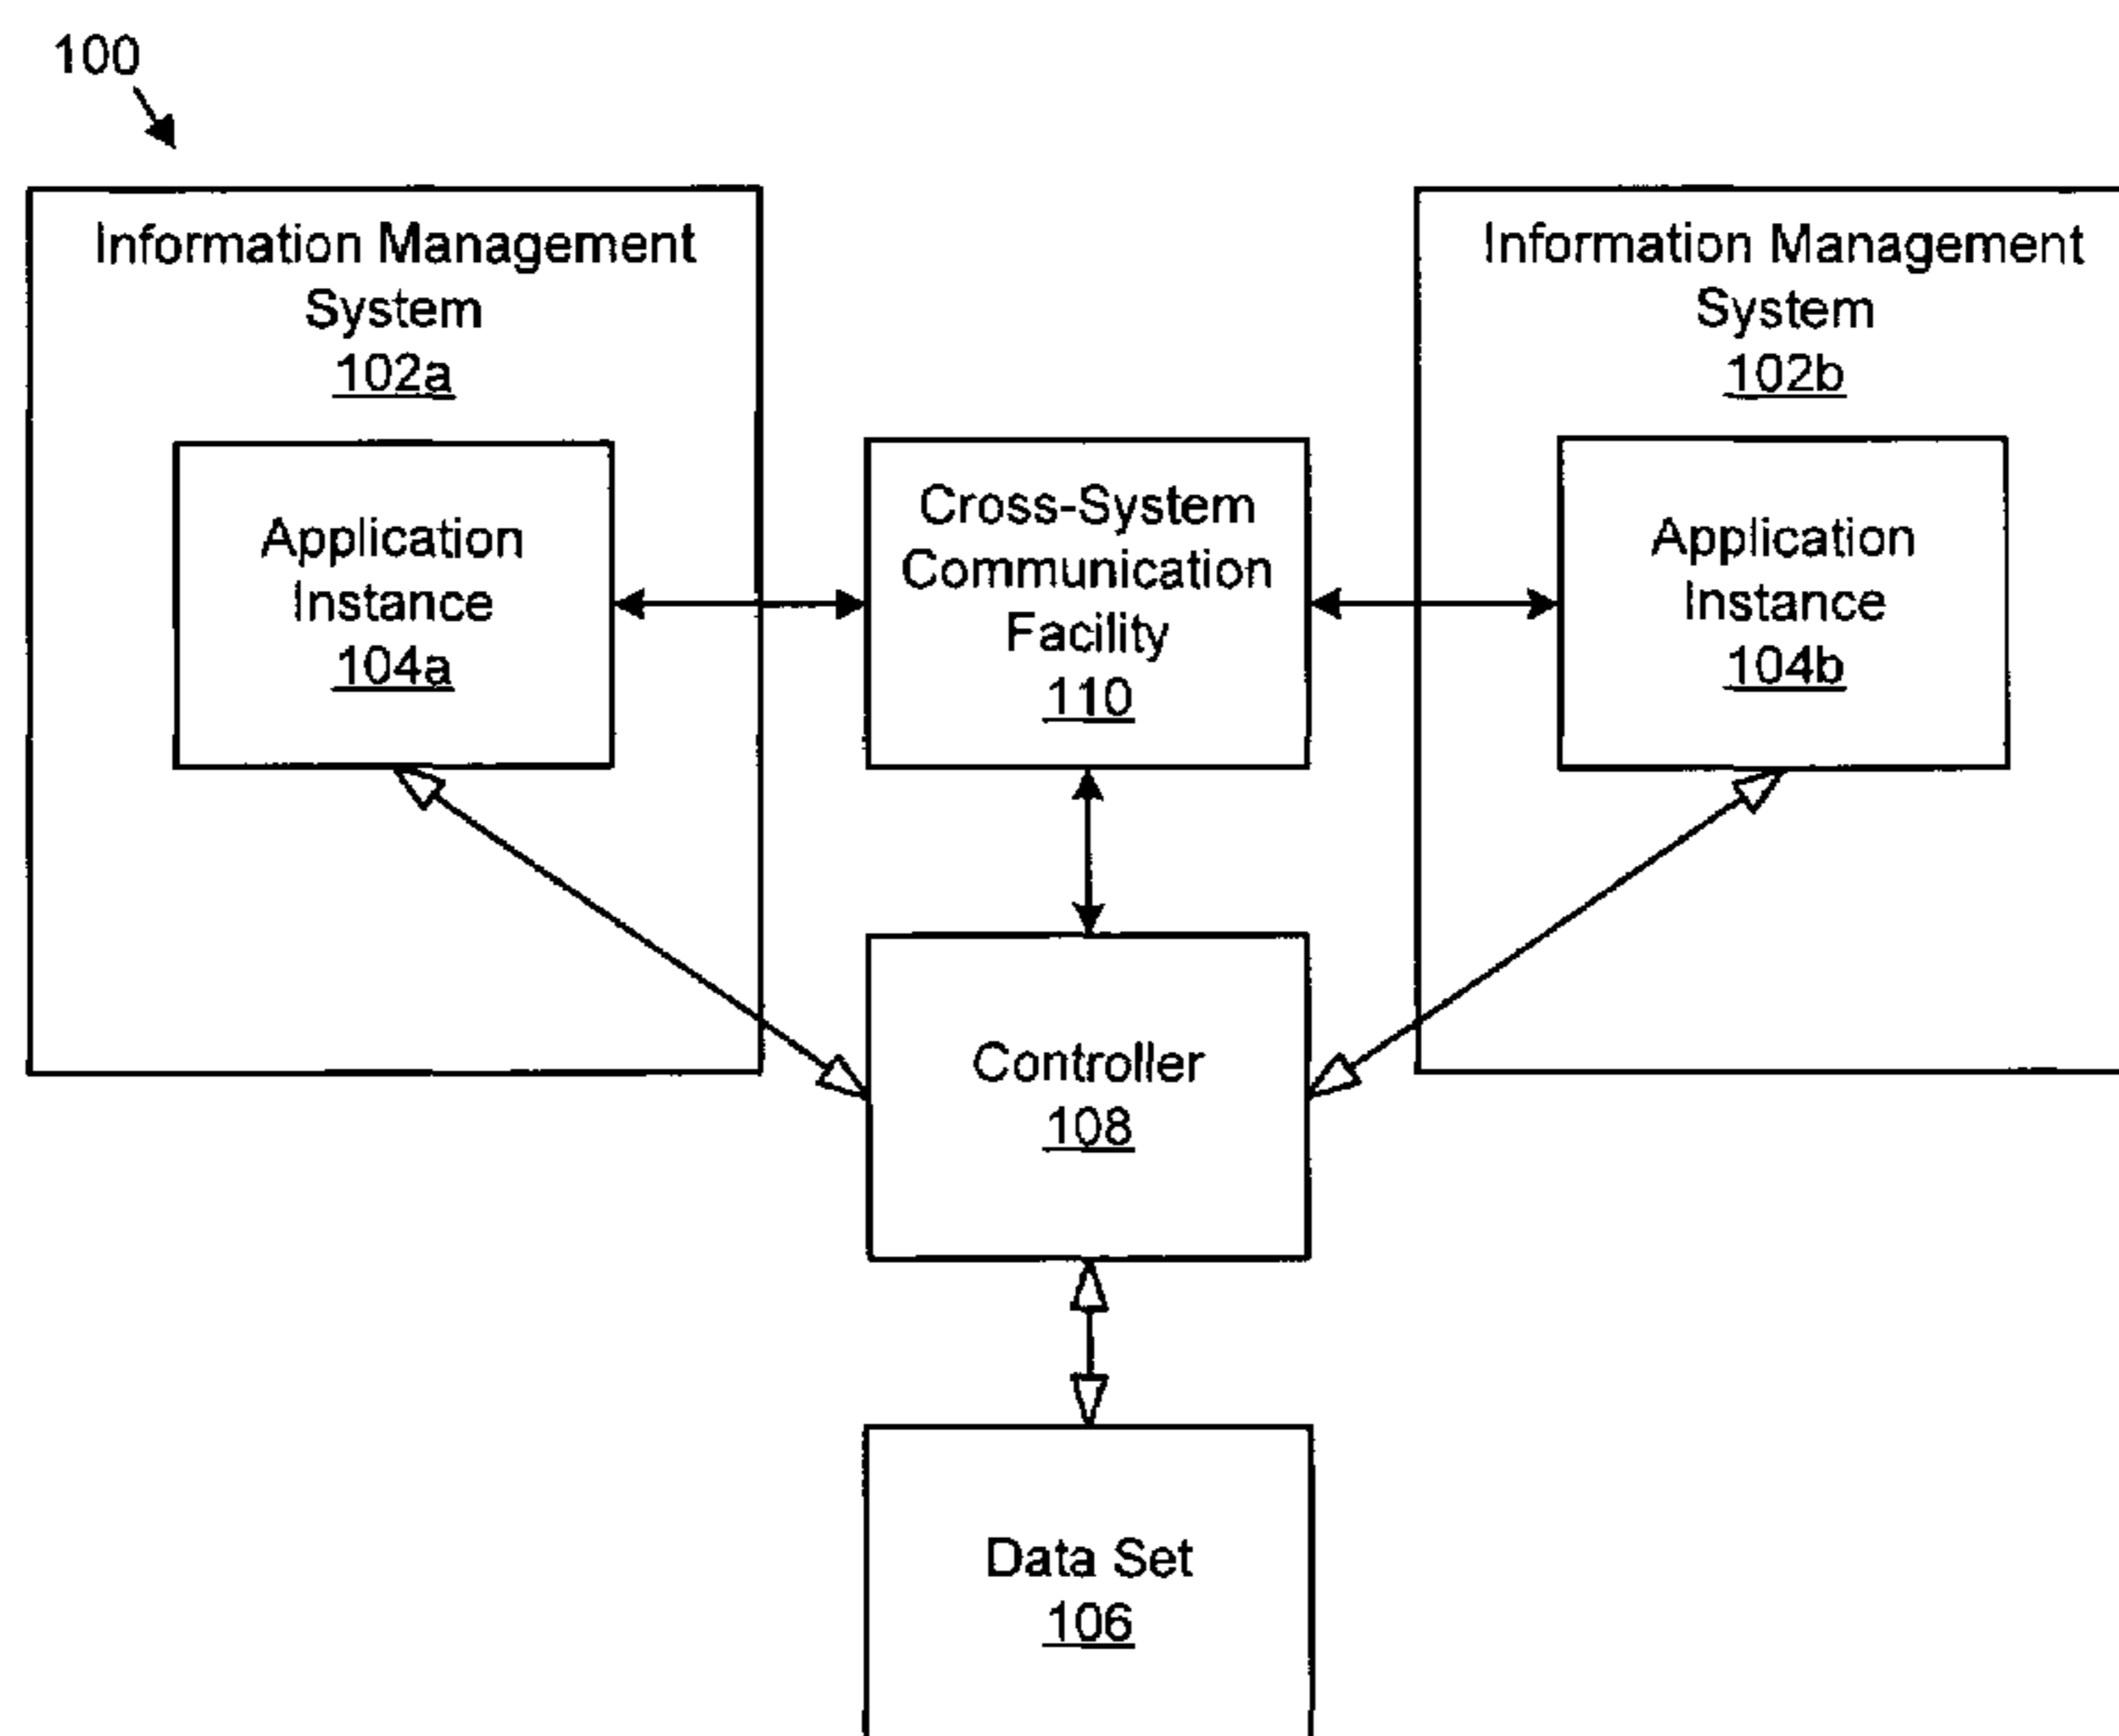 100
Information Management
System
102a
Application
Instance
104a
Cross-System
Communication
Facility
110
Information Management
System
102b
Application
Instance
104b
Controller
108
Data Set
106